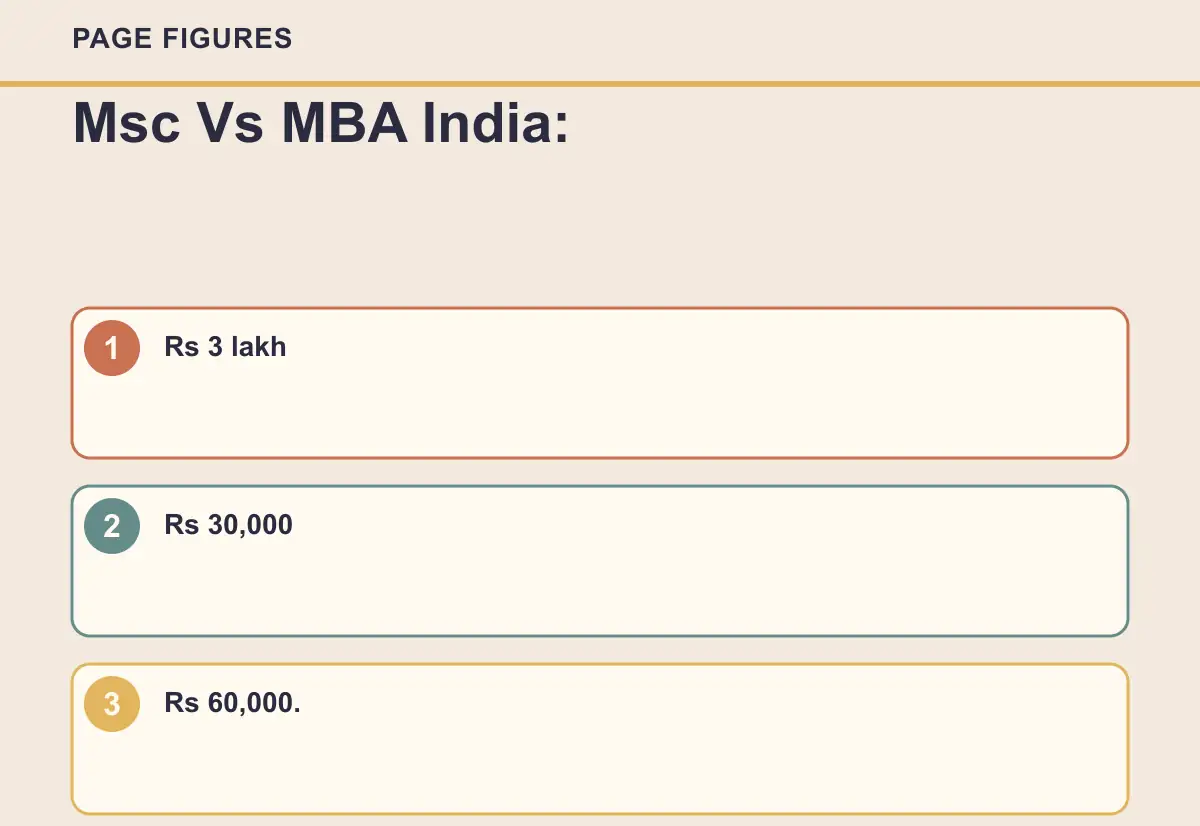 PAGE FIGURES
Msc Vs MBA India:
1 Rs 3 lakh
2 Rs 30,000
3 Rs 60,000.